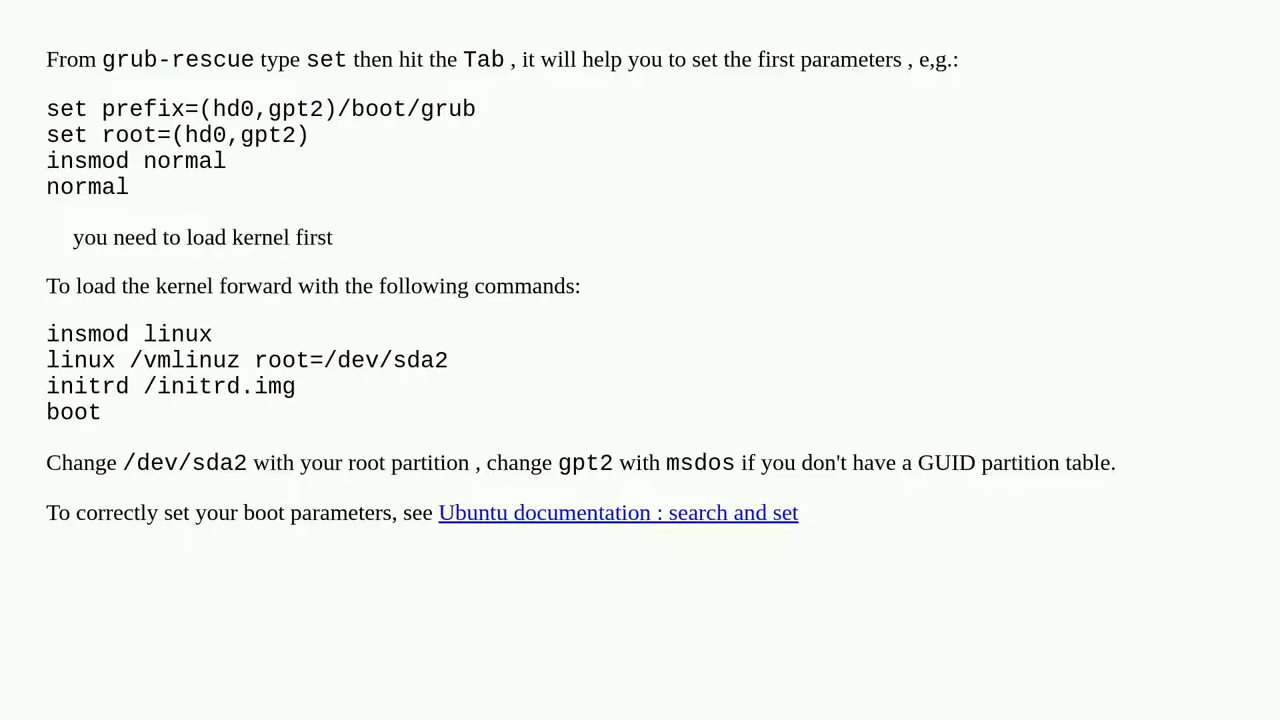 From grub-rescue type set then hit the Tab , it will help you to set the first parameters , e,g.:
set prefix=(hd0,gpt2)/boot/grub
set root=(hd0,gpt2)
insmod normal
normal
you need to load kernel first
To load the kernel forward with the following commands:
insmod linux
linux /vmlinuz root=/dev/sda2
initrd /initrd.img
boot
Change /dev/sda2 with your root partition , change gpt2 with msdos if you don't have a GUID partition table.
To correctly set your boot parameters, see Ubuntu documentation : search and set